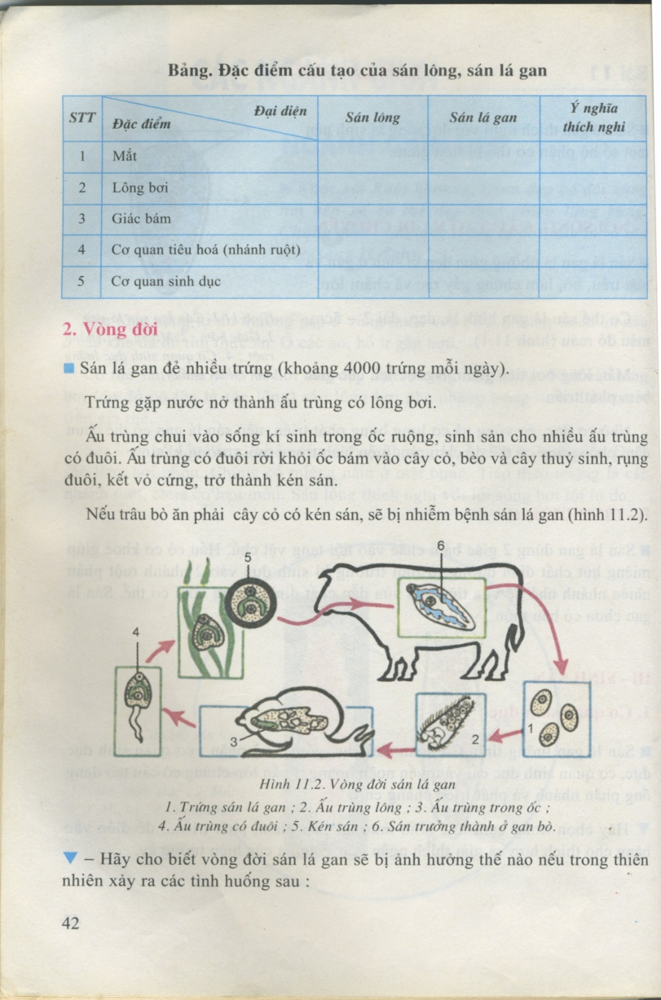 Bảng. Đặc điểm cấu tạo của sán lông, sán lá gan
STT Đại diện Đặc điểm Sán lông Sán lá gan Ý nghĩa thích nghi
1 Mắt
2 Lông bơi
3 Giác bám
4 Cơ quan tiêu hoá (nhánh ruột)
5 Cơ quan sinh dục
2. Vòng đời
Sán lá gan đẻ nhiều trứng (khoảng 4000 trứng mỗi ngày).
Trứng gặp nước nở thành ấu trùng có lông bơi.
Ấu trùng chui vào sống kí sinh trong ốc ruộng, sinh sản cho nhiều ấu trùng
có đuôi. Ấu trùng có đuôi rời khỏi ốc bám vào cây cỏ, bèo và cây thuỷ sinh, rụng
đuôi, kết vỏ cứng, trở thành kén sán.
Nếu trâu bò ăn phải cây cỏ có kén sán, sẽ bị nhiễm bệnh sán lá gan (hình 11.2).
6
5
4
3
2
1
Hình 11.2. Vòng đời sán lá gan
1. Trứng sán lá gan ; 2. Ấu trùng lông ; 3. Ấu trùng trong ốc ;
4. Ấu trùng có đuôi ; 5. Kén sán ; 6. Sán trưởng thành ở gan bò.
– Hãy cho biết vòng đời sán lá gan sẽ bị ảnh hưởng thế nào nếu trong thiên
nhiên xảy ra các tình huống sau :
42